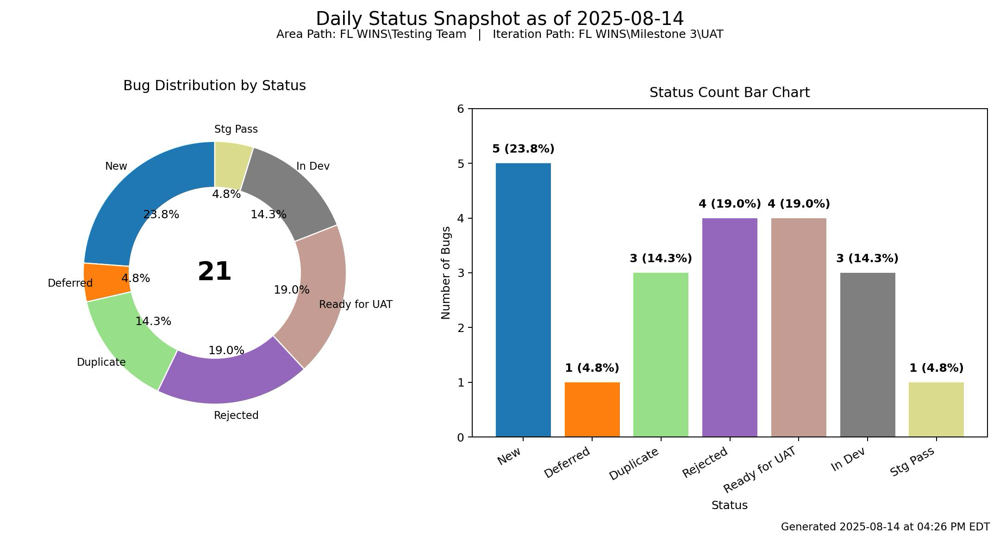 Daily Status Snapshot as of 2025-08-14
Area Path: FL WINS\Testing Team   |   Iteration Path: FL WINS\Milestone 3\UAT
Bug Distribution by Status
Stg Pass
New
In Dev
4.8%
23.8%
14.3%
21
Deferred
4.8%
19.0%
Ready for UAT
14.3%
19.0%
Duplicate
Rejected
Status Count Bar Chart
6
5
4
3
2
1
0
Number of Bugs
5 (23.8%)
1 (4.8%)
3 (14.3%)
4 (19.0%)
4 (19.0%)
3 (14.3%)
1 (4.8%)
New
Deferred
Duplicate
Rejected
Ready for UAT
In Dev
Stg Pass
Status
Generated 2025-08-14 at 04:26 PM EDT